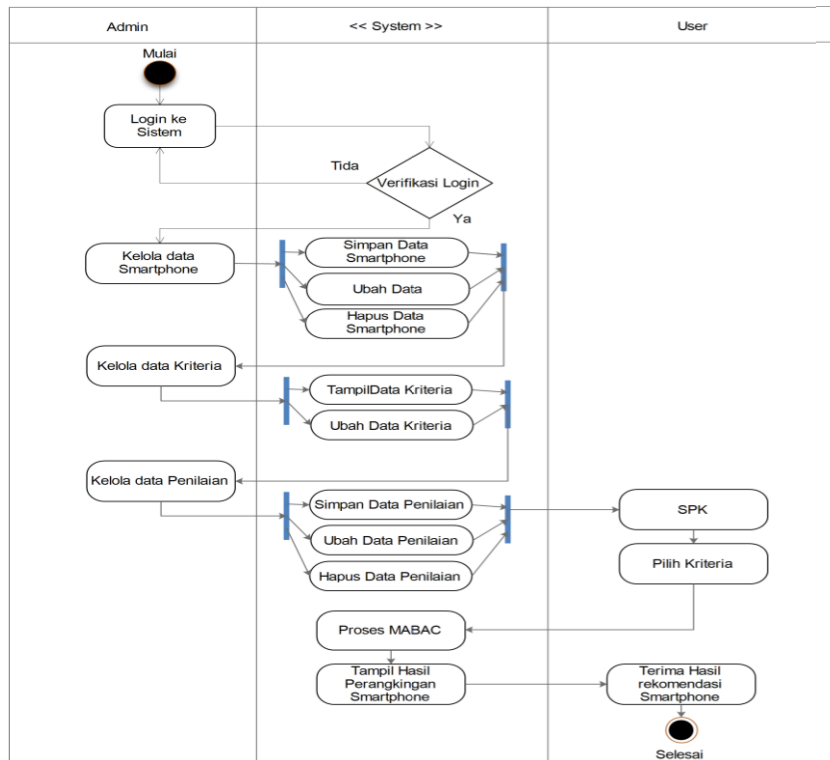 Admin
<< System >>
User
Mulai
Login ke
Sistem
Tida
Verifikasi Login
Ya
Kelola data
Smartphone
Simpan Data
Smartphone
Ubah Data
Hapus Data
Smartphone
Kelola data Kriteria
TampilData Kriteria
Ubah Data Kriteria
Kelola data Penilaian
Simpan Data Penilaian
Ubah Data Penilaian
Hapus Data Penilaian
SPK
Pilih Kriteria
Proses MABAC
Tampil Hasil
Perangkingan
Smartphone
Terima Hasil
rekomendasi
Smartphone
Selesai